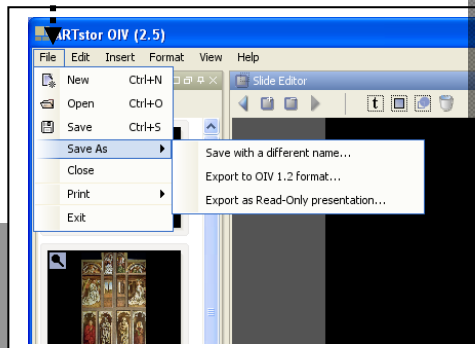 ARTstor OIV (2.5)
File Edit Insert Format View Help
New Ctrl+N
Slide Editor
Open Ctrl+O
t
Save Ctrl+S
Save As
Save with a different name...
Close
Export to OIV 1.2 format...
Print
Export as Read-Only presentation...
Exit